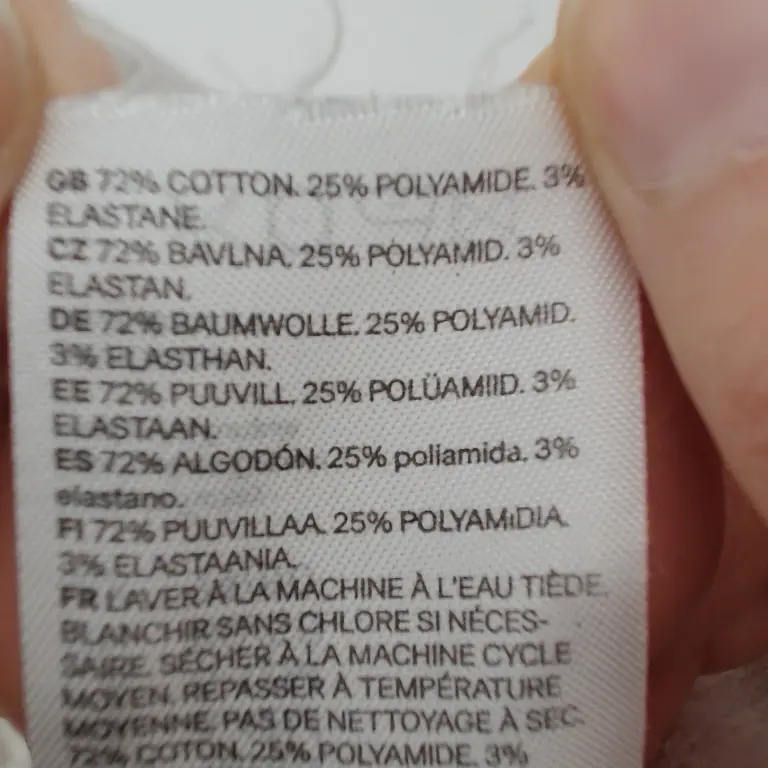 GB 72% COTTON. 25% POLYAMIDE. 3%
ELASTANE.
CZ 72% BAVLNA. 25% POLYAMID. 3%
ELASTAN.
DE 72% BAUMWOLLE. 25% POLYAMID.
3% ELASTHAN.
EE 72% PUUVILL. 25% POLÜAMIID. 3%
ELASTAAN.
ES 72% ALGODÓN. 25% poliamida. 3%
elastano.
FI 72% PUUVILLAA. 25% POLYAMIDIA.
3% ELASTAANIA.
FR LAVER À LA MACHINE À L'EAU TIÈDE.
BLANCHIR SANS CHLORE SI NÉCES-
SAIRE. SÉCHER À LA MACHINE CYCLE
MOYEN. REPASSER À TEMPÉRATURE
MOYENNE. PAS DE NETTOYAGE À SEC.
72% COTON. 25% POLYAMIDE. 3%